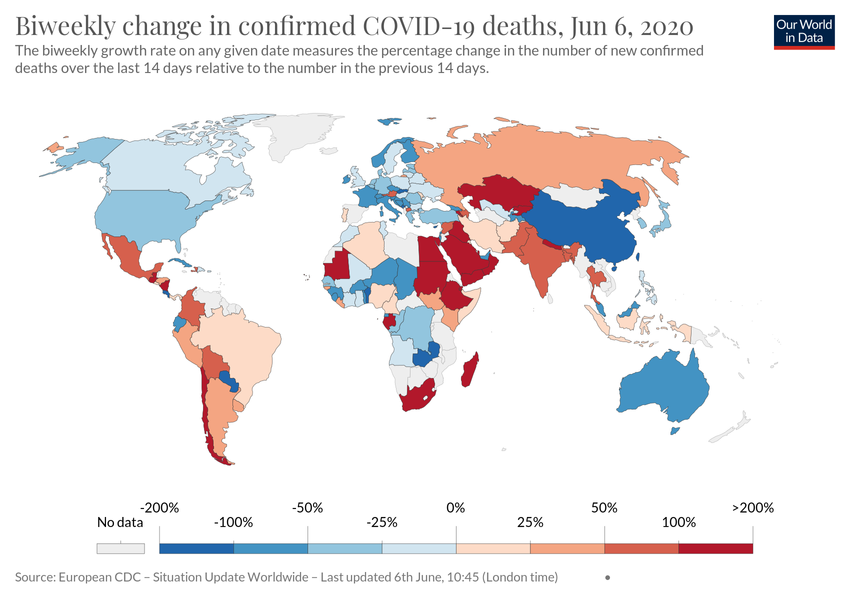 Biweekly change in confirmed COVID-19 deaths, Jun 6, 2020
Our World
in Data
The biweekly growth rate on any given date measures the percentage change in the number of new confirmed
deaths over the last 14 days relative to the number in the previous 14 days.
-200% -50% 0% 50% >200%
No data -100% -25% 25% 100%
Source: European CDC – Situation Update Worldwide – Last updated 6th June, 10:45 (London time) •